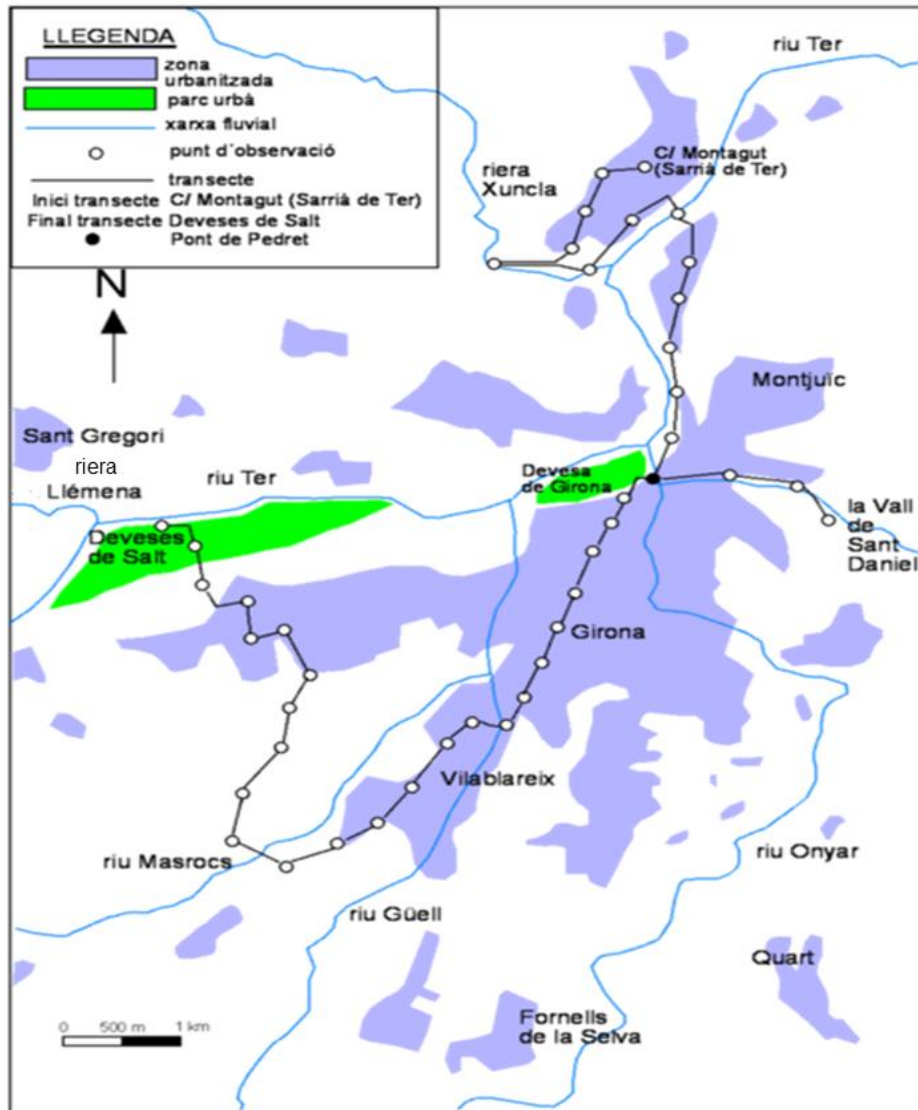 LLEGENDA
zona
urbanitzada
parc urbà
xarxa fluvial
punt d´observació
transecte
Inici transecte C/ Montagut (Sarrià de Ter)
Final transecte Deveses de Salt
Pont de Pedret
N
riu Ter
riera
Xuncla
C/ Montagut
(Sarrià de Ter)
Montjuïc
Sant Gregori
riera
Llémena
riu Ter
Devesa
de Girona
la Vall
de
Sant
Daniel
Deveses
de Salt
Girona
Vilablareix
riu Masrocs
riu Onyar
riu Güell
Quart
Fornells
de la Selva
0 500 m 1 km